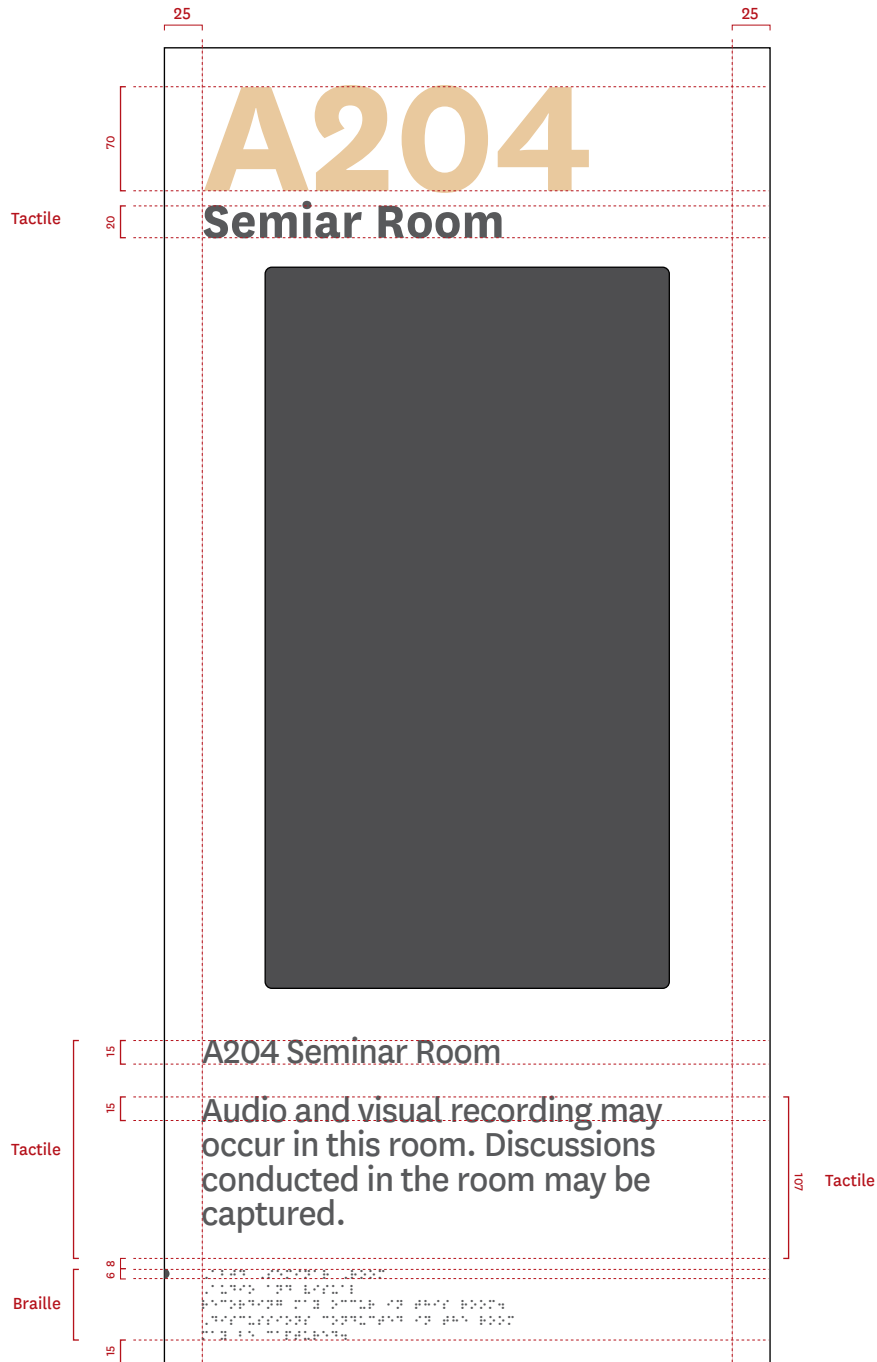 25 25
A204
70
Tactile 20 Semiar Room
15 A204 Seminar Room
15 Audio and visual recording may
occur in this room. Discussions
Tactile 107 Tactile
conducted in the room may be
captured.
8
6
Braille
15